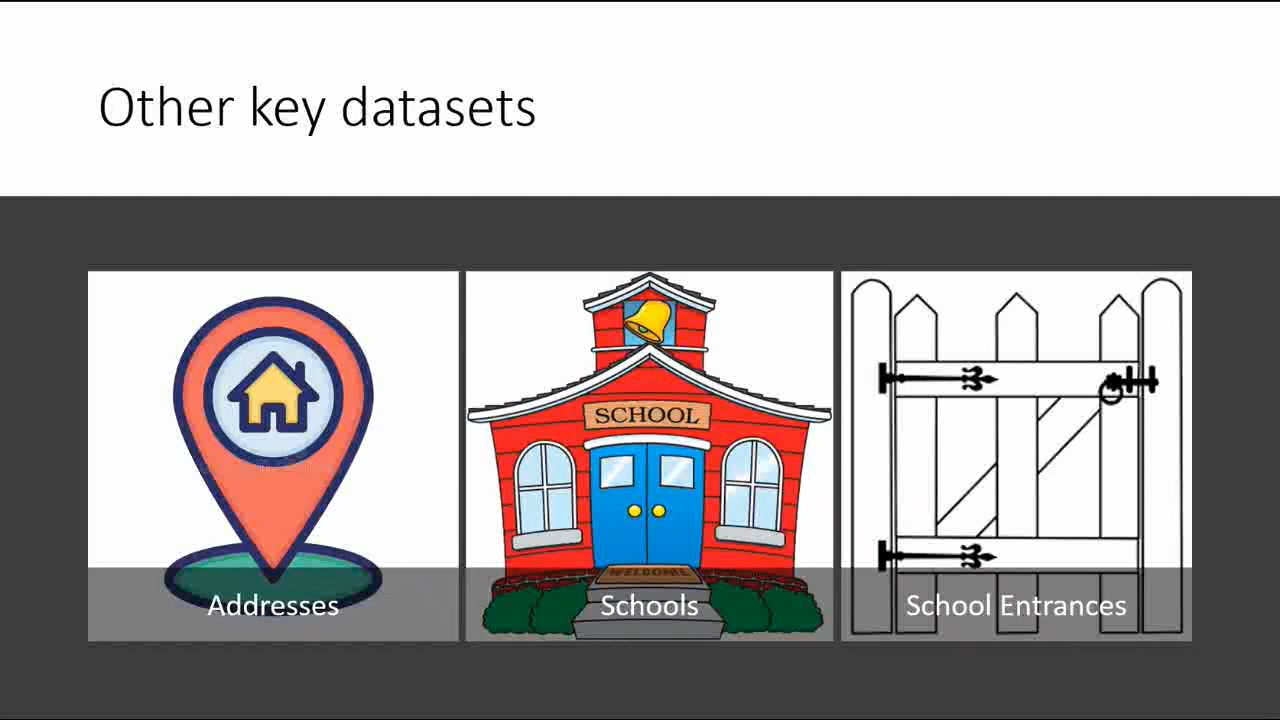 Other key datasets
SCHOOL
WELCOME
Addresses
Schools
School Entrances